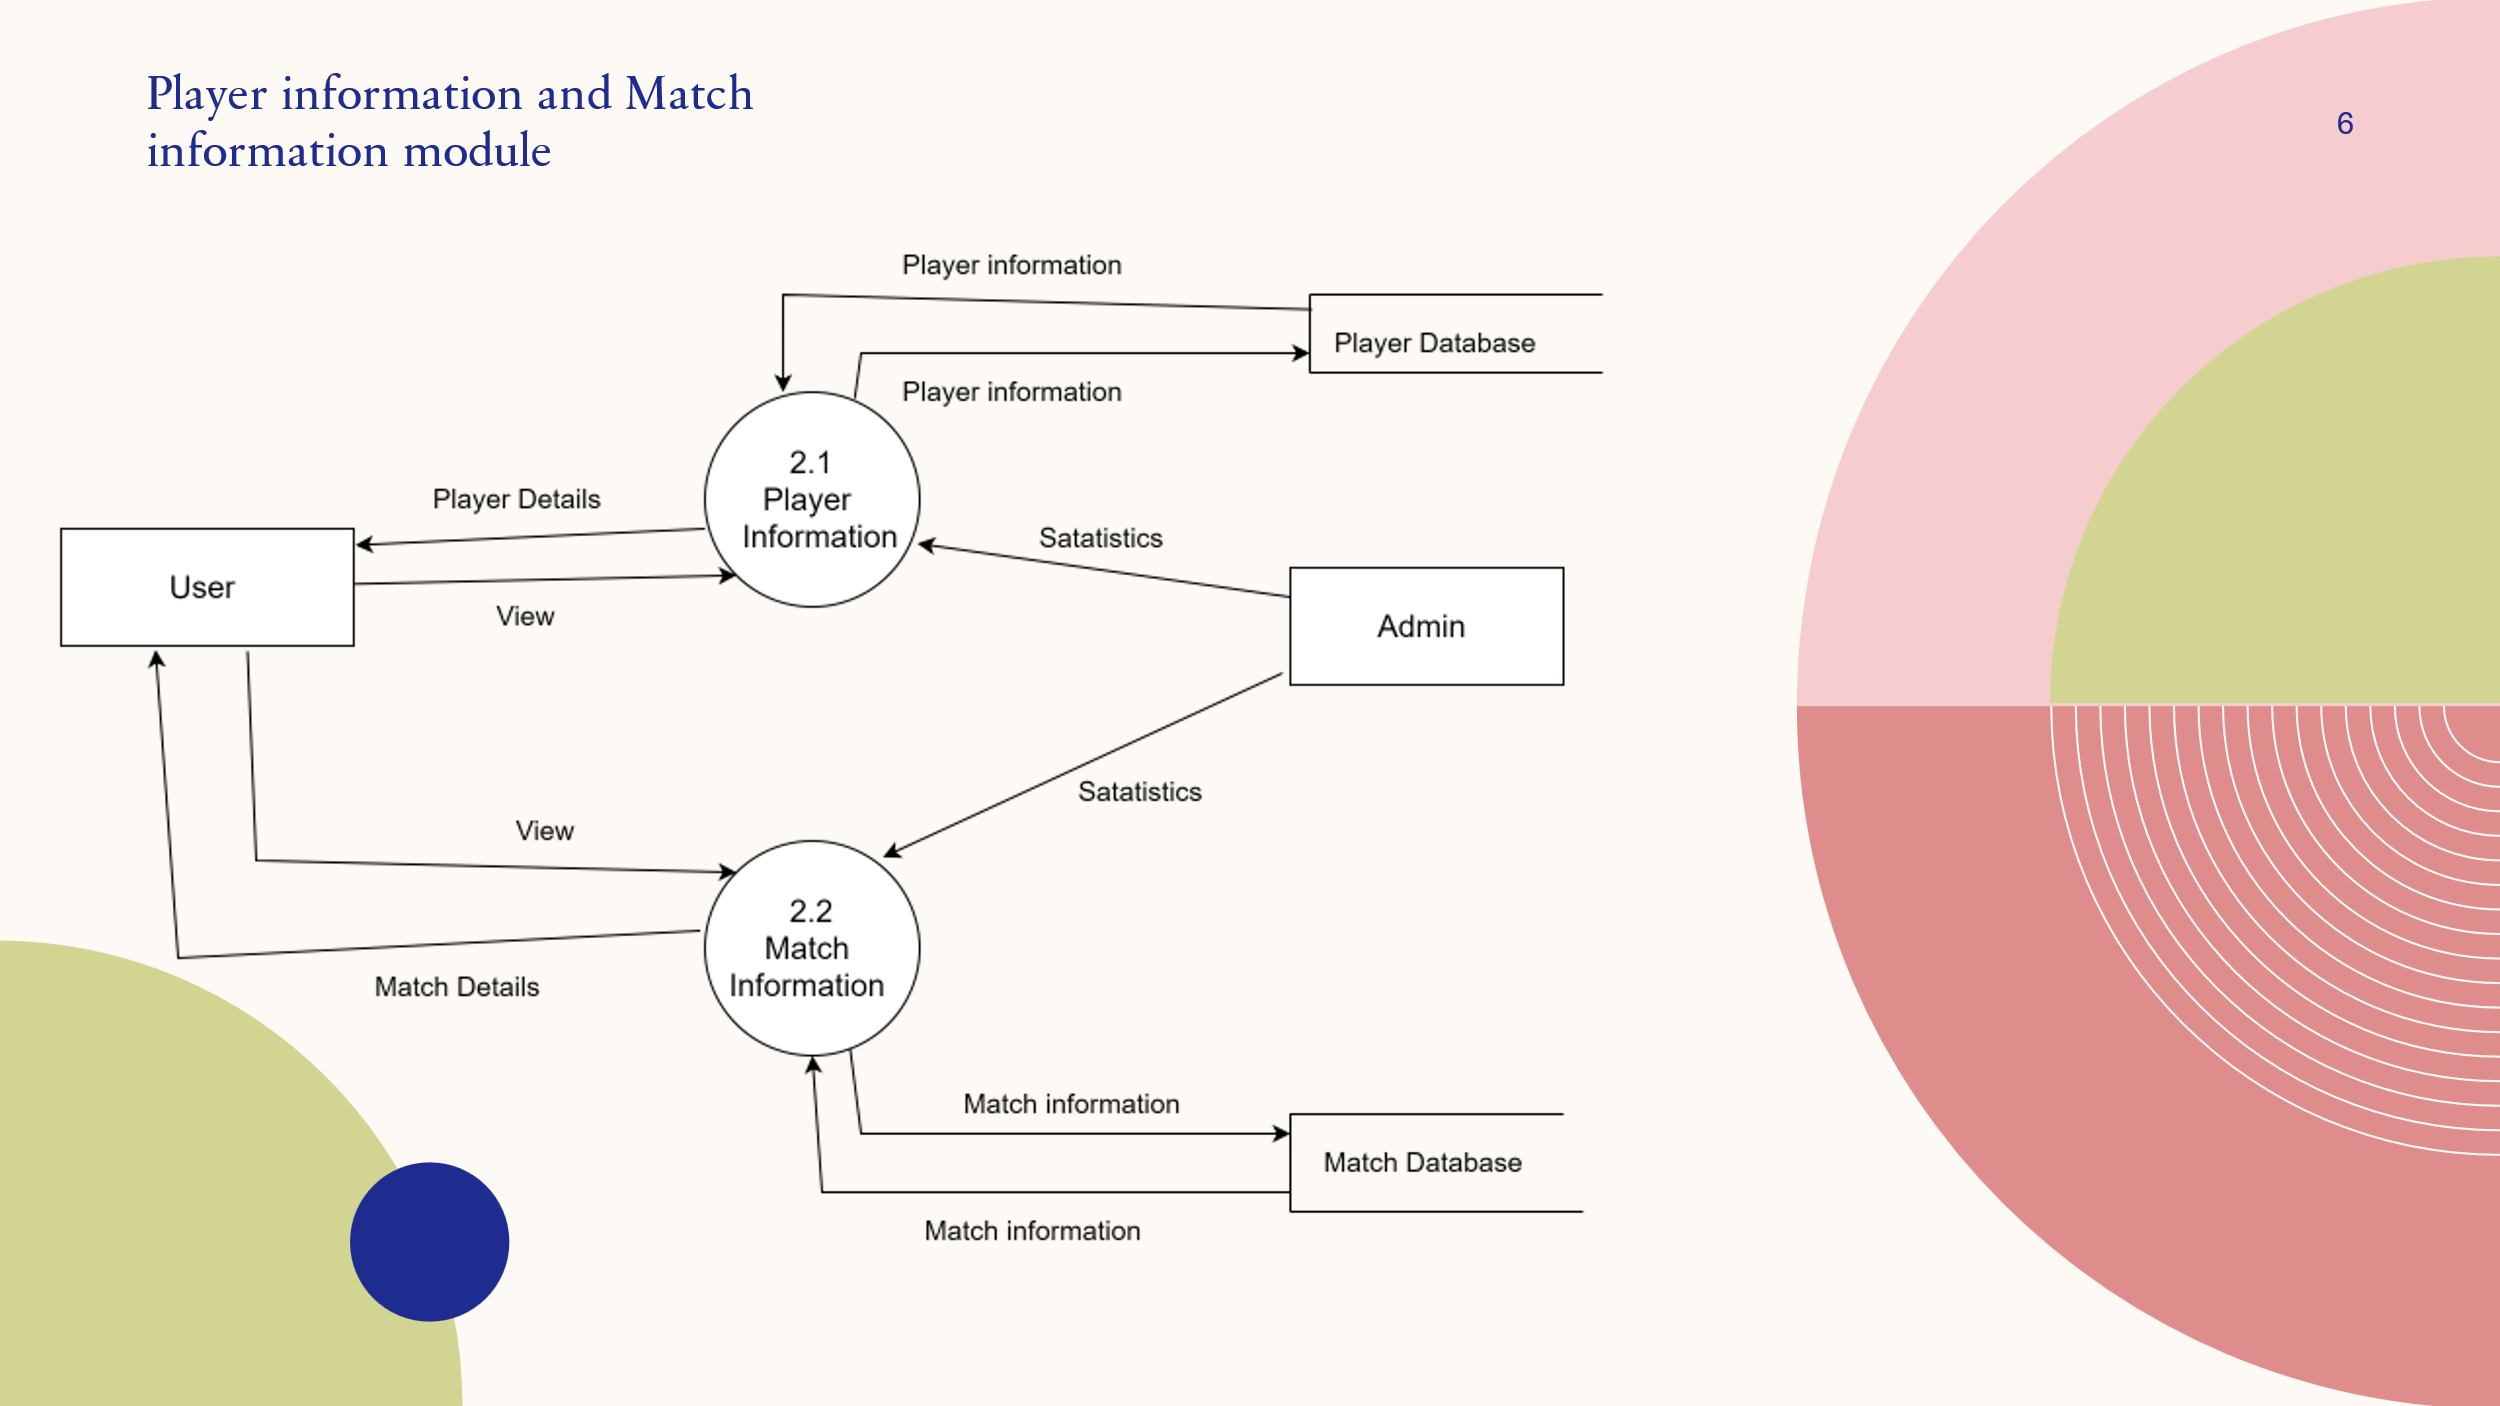 Player information and Match
information module
6
Player information
Player Database
Player information
2.1
Player
Information
Player Details
Satatistics
User
View
Admin
Satatistics
View
2.2
Match
Information
Match Details
Match information
Match Database
Match information